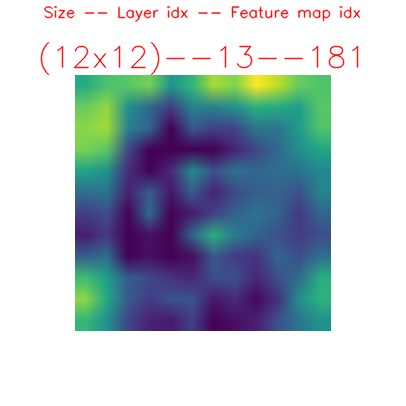 Size -- Layer idx -- Feature map idx
(12x12)--13--181